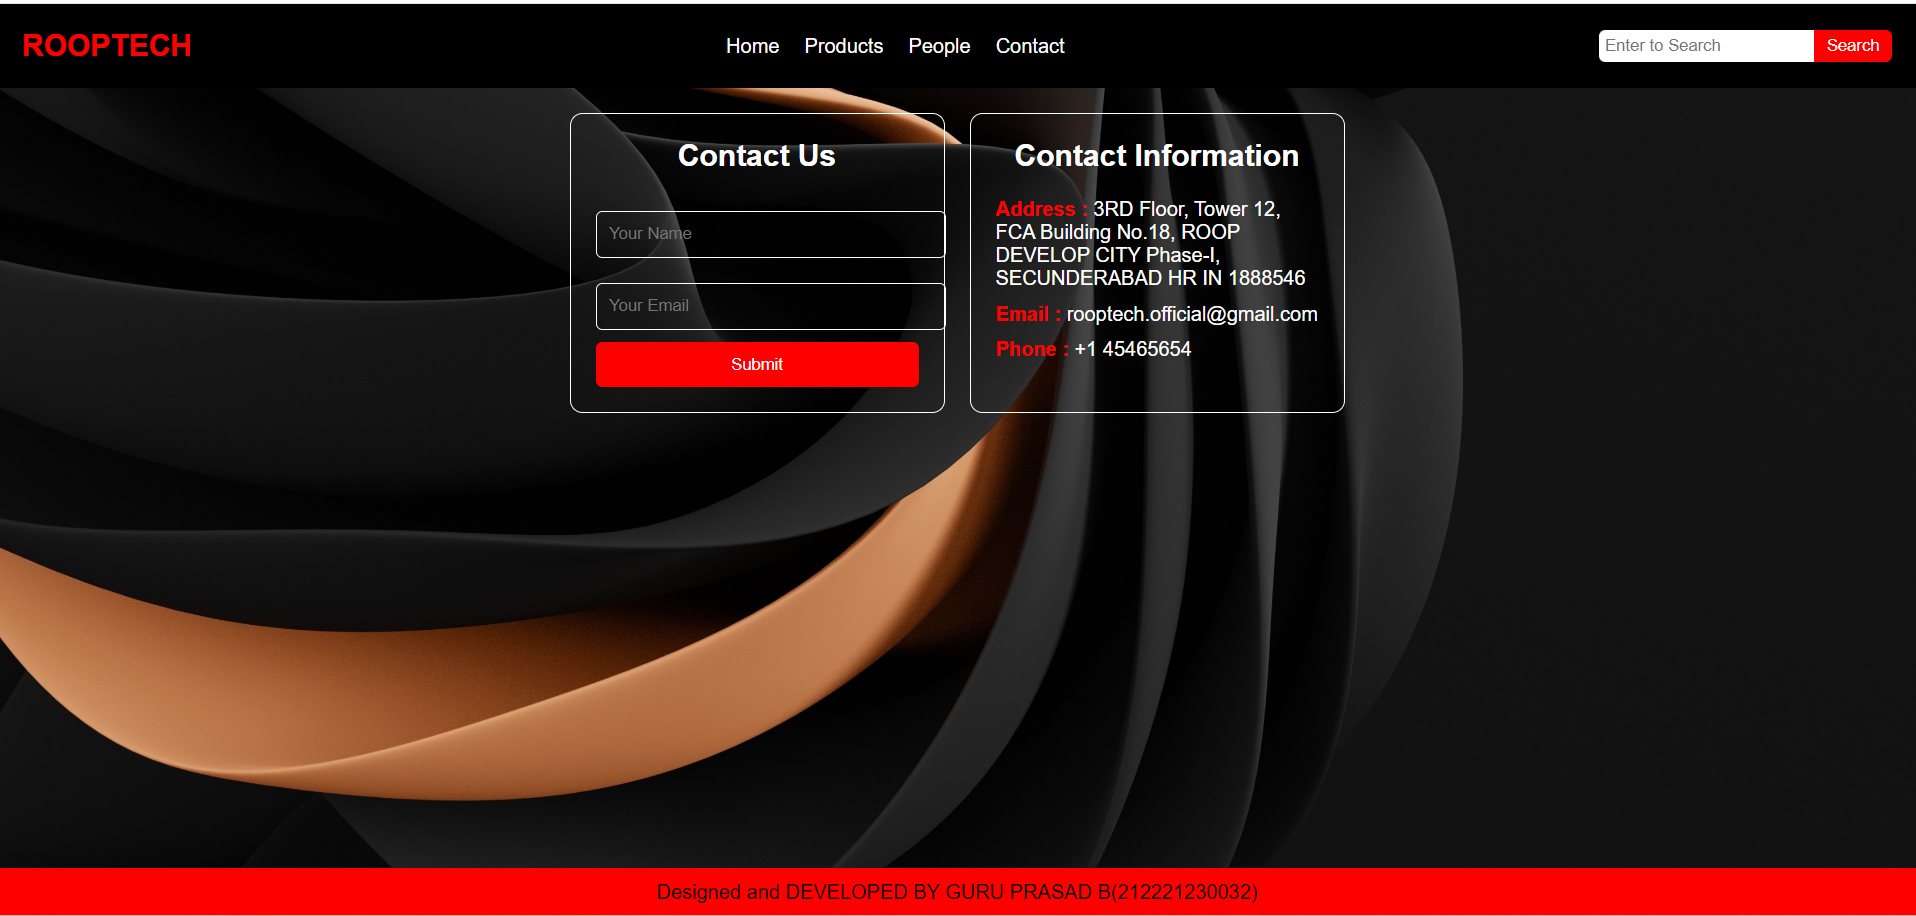 ROOPTECH
Home Products People Contact
Enter to Search Search
Contact Us
Your Name
Your Email
Submit
Contact Information
Address : 3RD Floor, Tower 12,
FCA Building No.18, ROOP
DEVELOP CITY Phase-I,
SECUNDERABAD HR IN 1888546
Email : rooptech.official@gmail.com
Phone : +1 45465654
Designed and DEVELOPED BY GURU PRASAD B(212221230032)